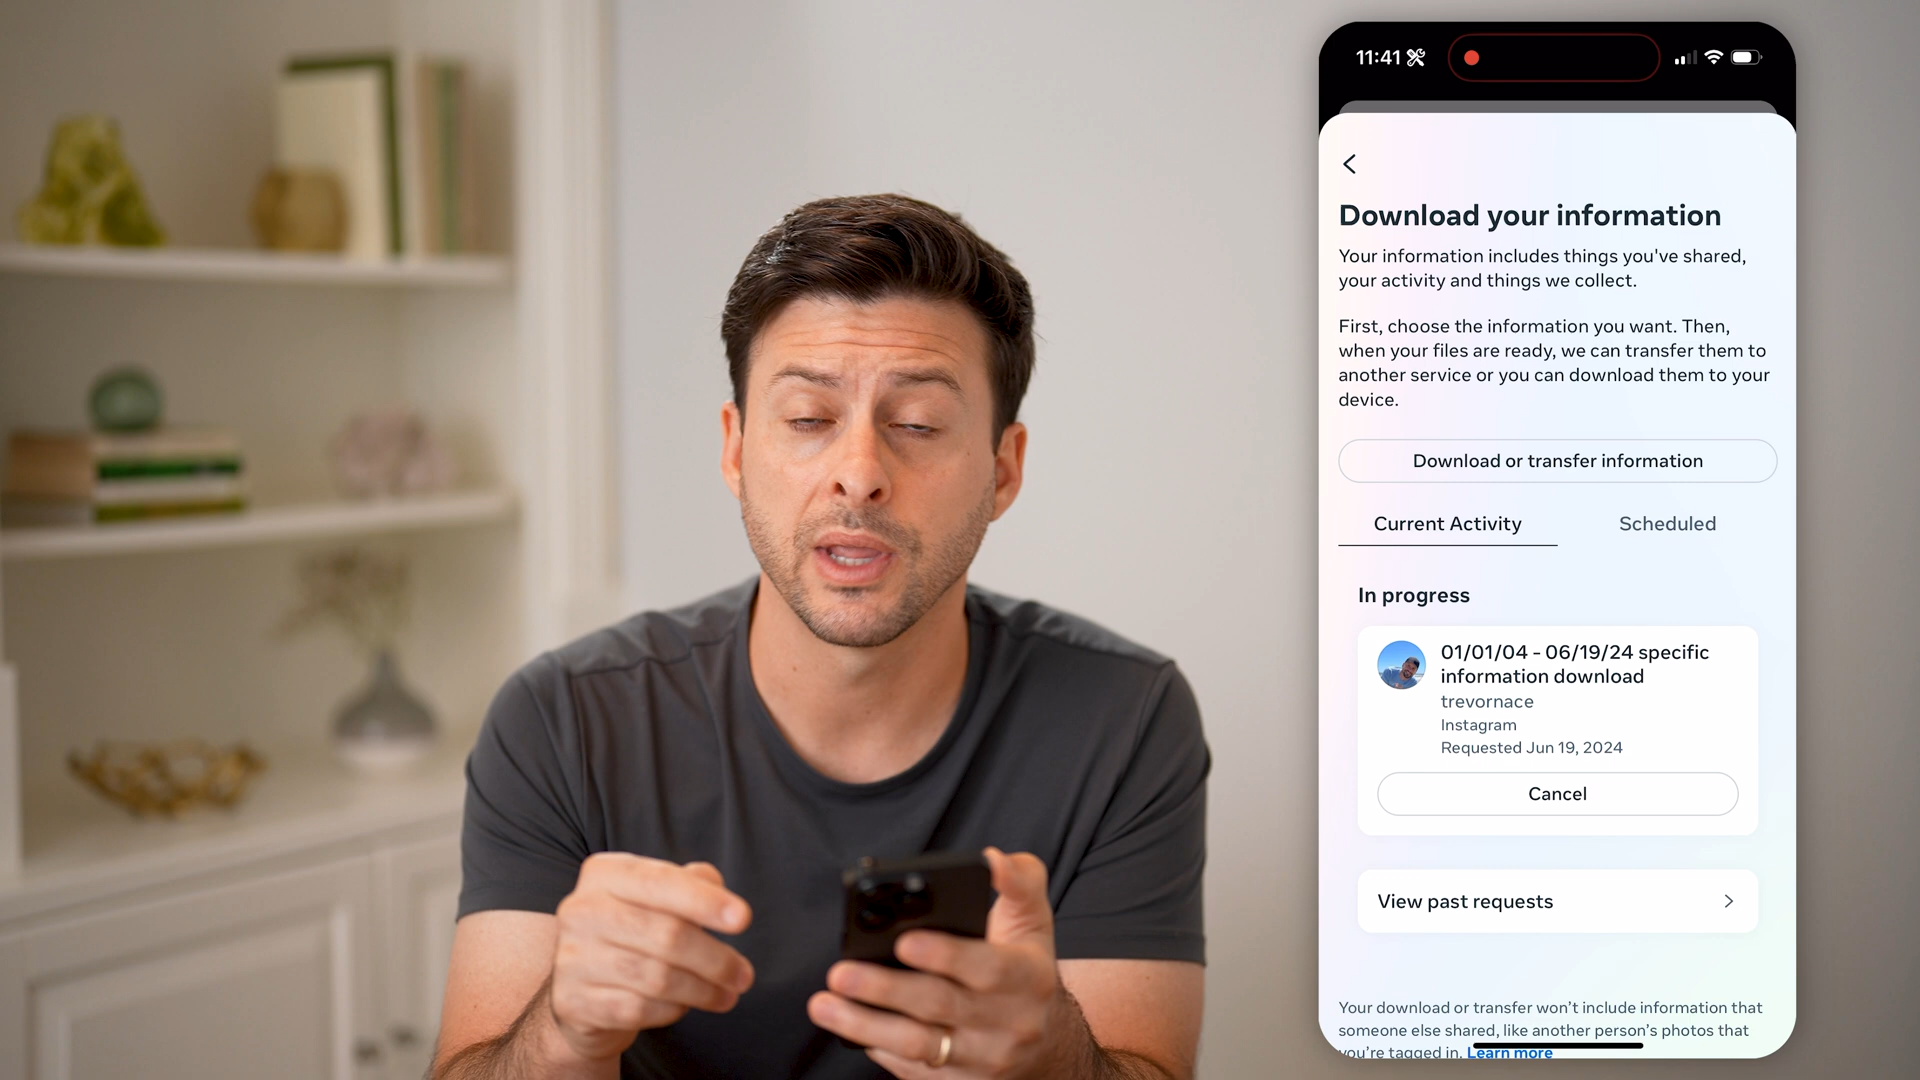 11:41
Download your information
Your information includes things you've shared,
your activity and things we collect.
First, choose the information you want. Then,
when your files are ready, we can transfer them to
another service or you can download them to your
device.
Download or transfer information
Current Activity
Scheduled
In progress
01/01/04 - 06/19/24 specific
information download
trevornace
Instagram
Requested Jun 19, 2024
Cancel
View past requests
Your download or transfer won’t include information that
someone else shared, like another person’s photos that
you’re tagged in. Learn more